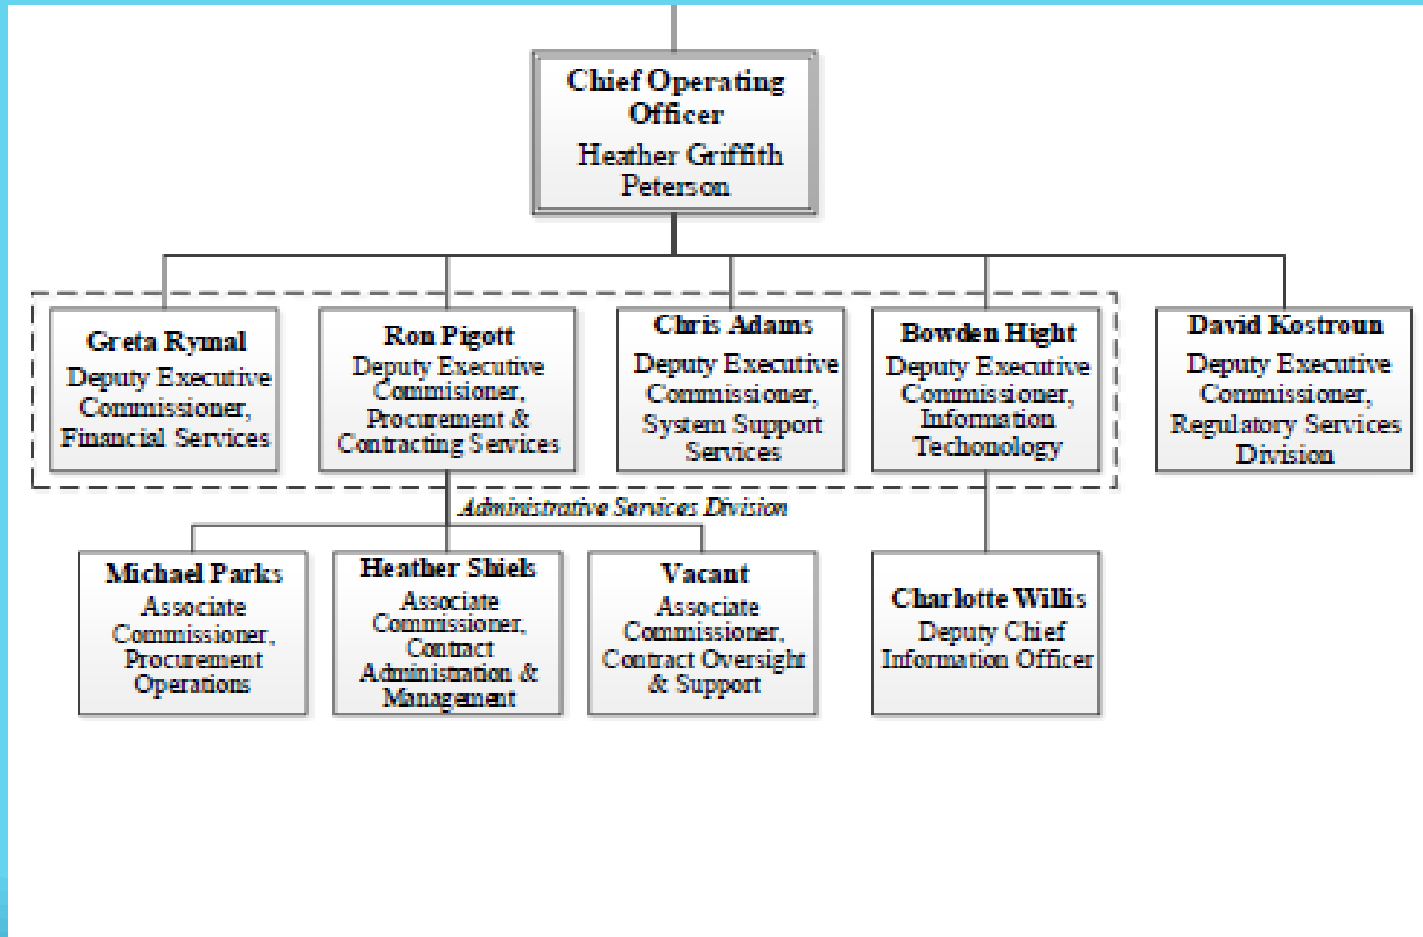 Chief Operating
Officer
Heather Griffith
Peterson
Greta Rymal
Deputy Executive
Commissioner,
Financial Services
Ron Pigott
Deputy Executive
Commisioner,
Procurement &
Contracting Services
Chris Adams
Deputy Executive
Commissioner,
System Support
Services
Bowden Hight
Deputy Executive
Commissioner,
Information
Techonology
David Kostroun
Deputy Executive
Commissioner,
Regulatory Services
Division
Administrative Services Division
Michael Parks
Associate
Commissioner,
Procurement
Operations
Heather Shiels
Associate
Commissioner,
Contract
Administration &
Management
Vacant
Associate
Commissioner,
Contract Oversight
& Support
Charlotte Willis
Deputy Chief
Information Officer